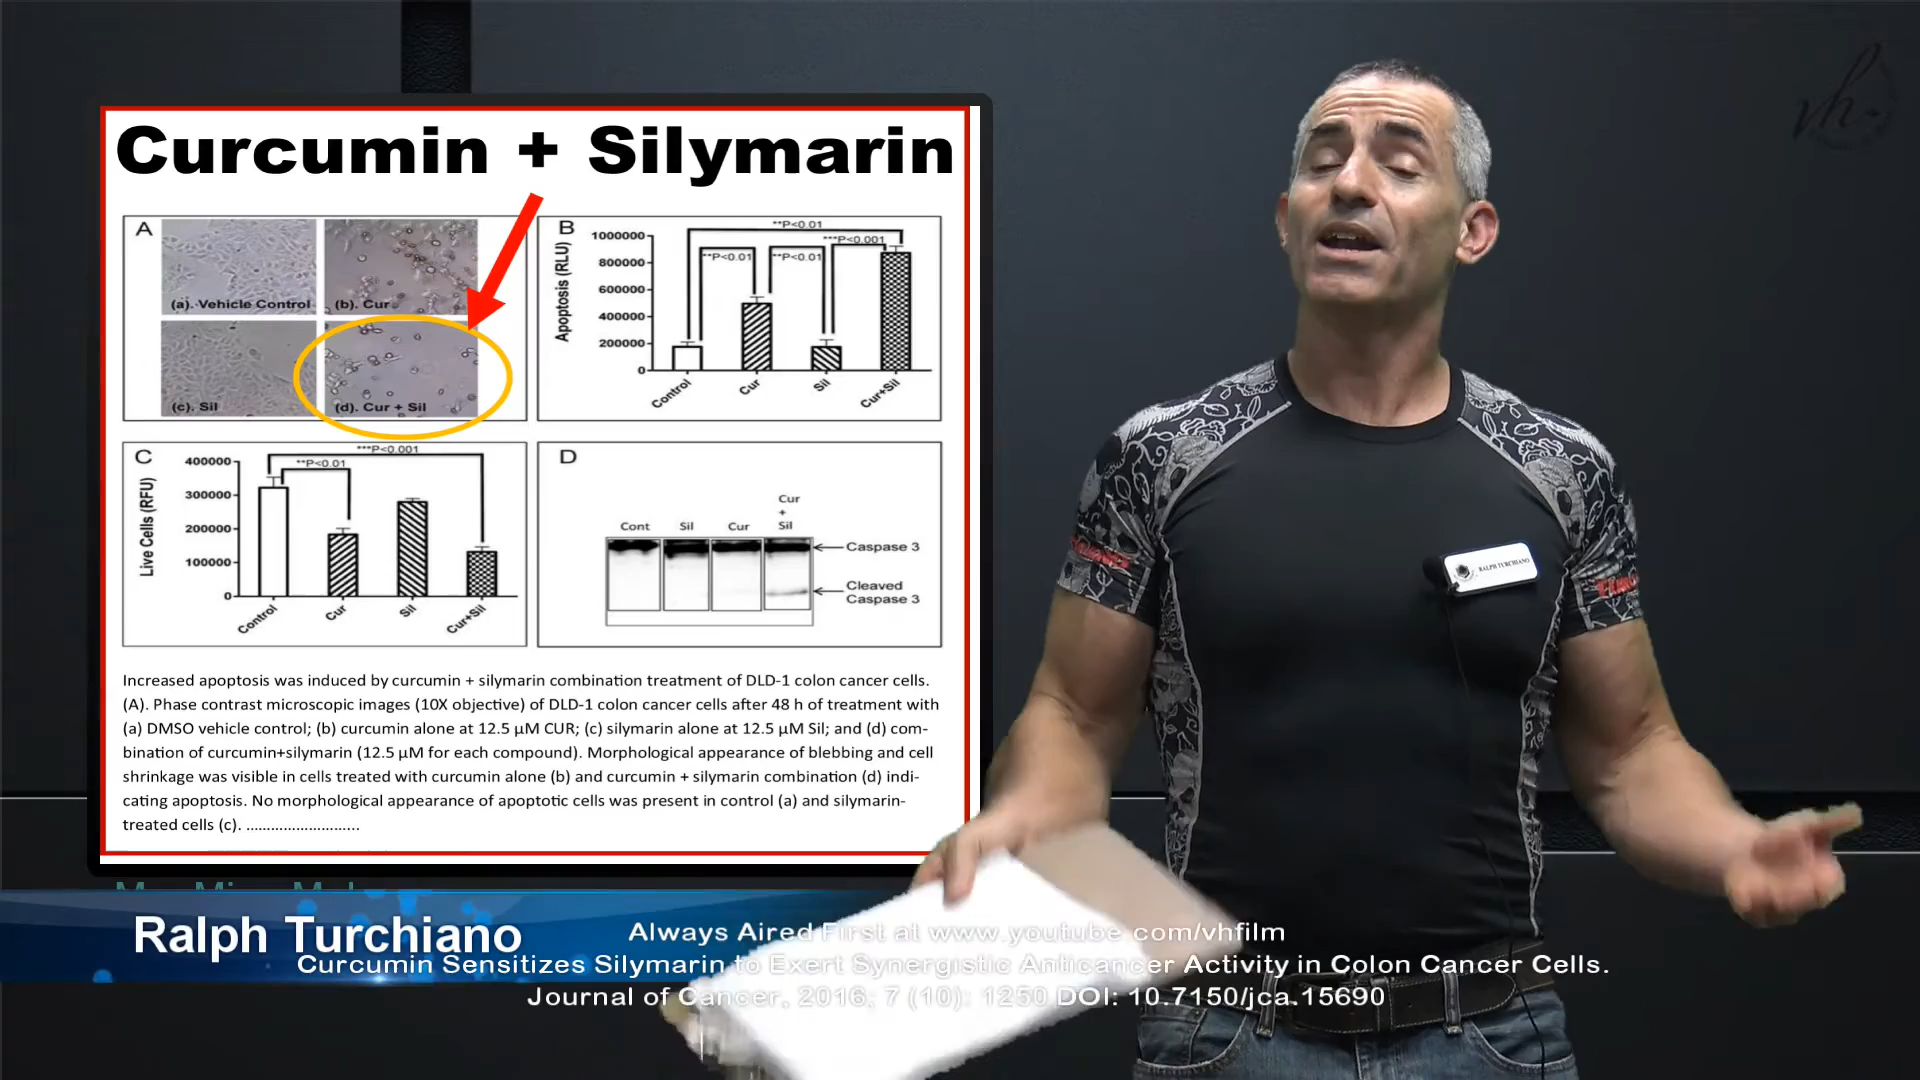 Curcumin + Silymarin
A
(a). Vehicle Control
(b). Cur
(c). Sil
(d). Cur + Sil
B
**P<0.01
***P<0.001
**P<0.01
**P<0.01
Apoptosis (RLU)
1000000
800000
600000
400000
200000
0
Control
Cur
Sil
Cur+Sil
C
***P<0.001
**P<0.01
Live Cells (RFU)
400000
300000
200000
100000
0
Control
Cur
Sil
Cur+Sil
D
Cont
Sil
Cur
Cur
+
Sil
Caspase 3
Cleaved
Caspase 3
Increased apoptosis was induced by curcumin + silymarin combination treatment of DLD-1 colon cancer cells.
(A). Phase contrast microscopic images (10X objective) of DLD-1 colon cancer cells after 48 h of treatment with
(a) DMSO vehicle control; (b) curcumin alone at 12.5 μM CUR; (c) silymarin alone at 12.5 μM Sil; and (d) com-
bination of curcumin+silymarin (12.5 μM for each compound). Morphological appearance of blebbing and cell
shrinkage was visible in cells treated with curcumin alone (b) and curcumin + silymarin combination (d) indi-
cating apoptosis. No morphological appearance of apoptotic cells was present in control (a) and silymarin-
treated cells (c). ...........................
vh
RALPH TURCHIANO
Ralph Turchiano
Always Aired First at www.youtube.com/vhfilm
Curcumin Sensitizes Silymarin to Exert Synergistic Anticancer Activity in Colon Cancer Cells.
Journal of Cancer, 2016; 7 (10): 1250 DOI: 10.7150/jca.15690